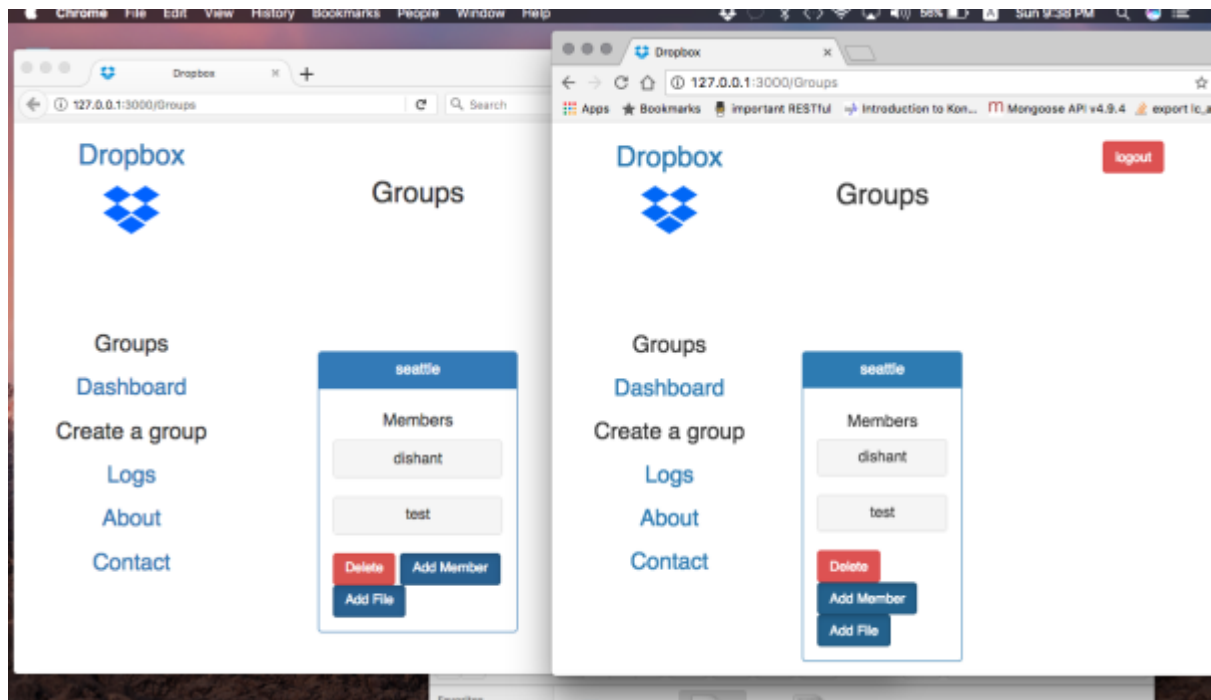 Chrome File Edit View History Bookmarks People Window Help
56% Sun 9:38 PM
Dropbox
127.0.0.1:3000/Groups
Search
Dropbox
Groups
Groups
Dashboard
Create a group
Logs
About
Contact
seattle
Members
dishant
test
Delete Add Member
Add File
Dropbox
127.0.0.1:3000/Groups
Apps Bookmarks important RESTful Introduction to Kon... Mongoose API v4.9.4 export lc_a
Dropbox
logout
Groups
Groups
Dashboard
Create a group
Logs
About
Contact
seattle
Members
dishant
test
Delete
Add Member
Add File
Favorites